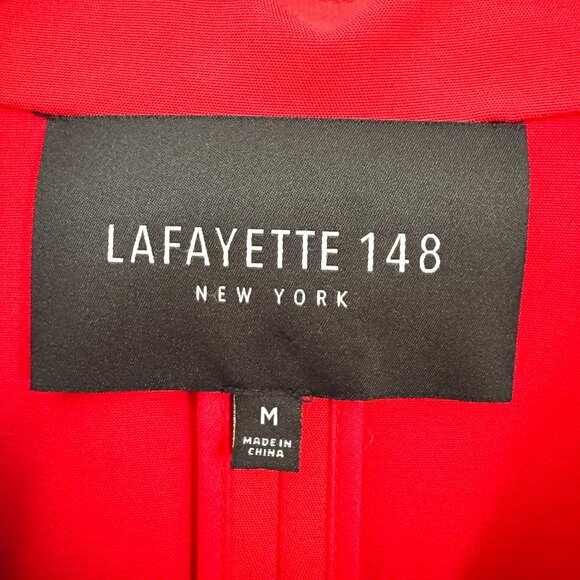 LAFAYETTE 148
NEW YORK
M
MADE IN
CHINA